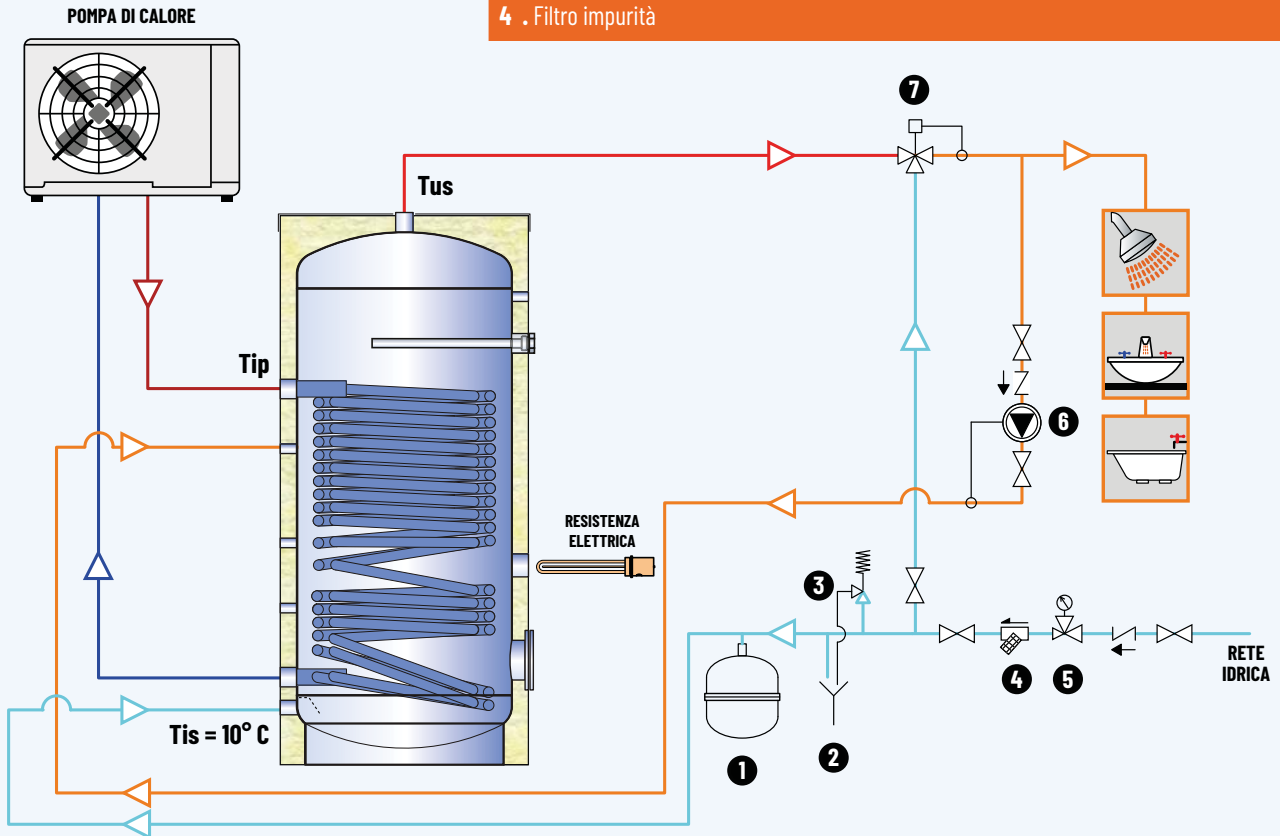 4 . Filtro impurità
POMPA DI CALORE
7
Tus
Tip
6
RESISTENZA
ELETTRICA
3
RETE
IDRICA
4
5
Tis = 10° C
1
2